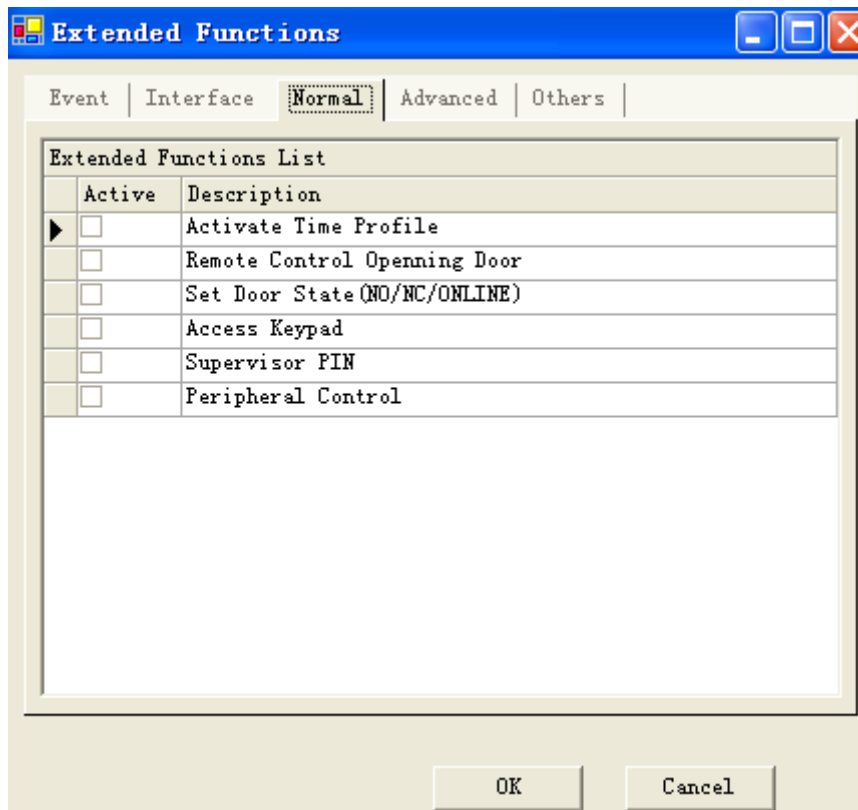 Extended Functions
Event Interface Normal Advanced Others
Extended Functions List
Active Description
Activate Time Profile
Remote Control Openning Door
Set Door State(NO/NC/ONLINE)
Access Keypad
Supervisor PIN
Peripheral Control
OK Cancel